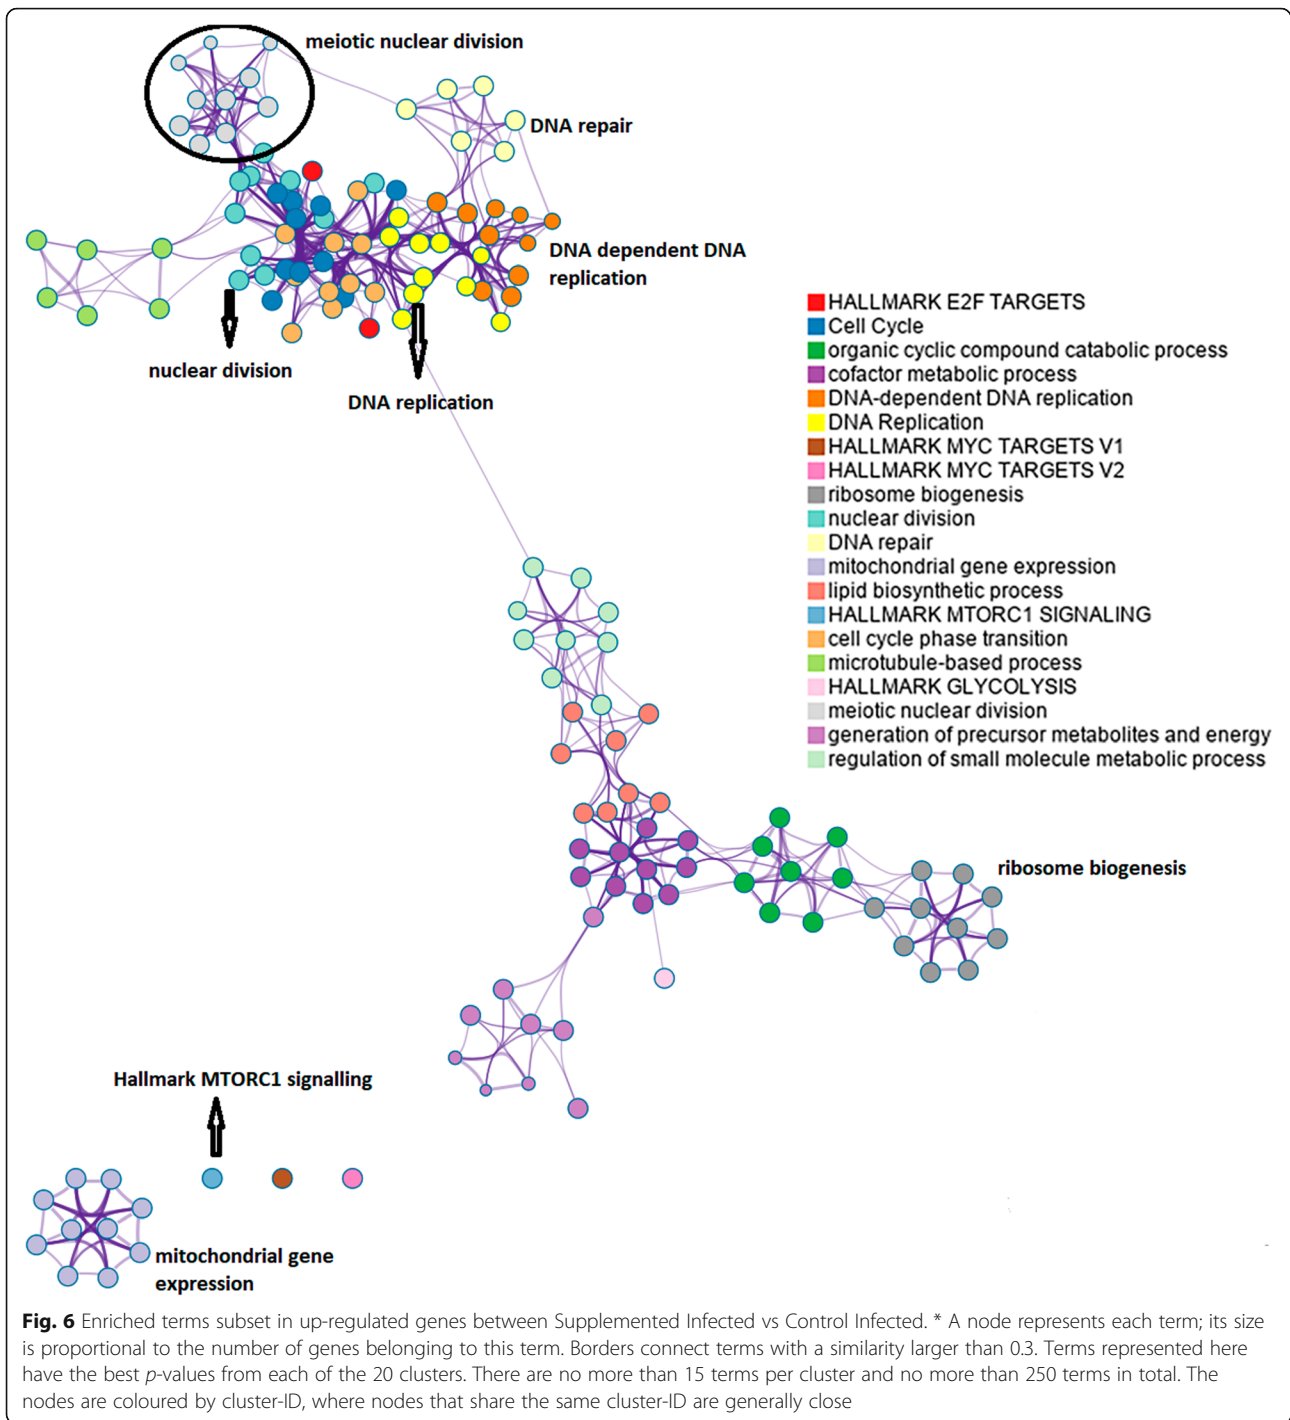 meiotic nuclear division
DNA repair
DNA dependent DNA
replication
nuclear division
DNA replication
HALLMARK E2F TARGETS
Cell Cycle
organic cyclic compound catabolic process
cofactor metabolic process
DNA-dependent DNA replication
DNA Replication
HALLMARK MYC TARGETS V1
HALLMARK MYC TARGETS V2
ribosome biogenesis
nuclear division
DNA repair
mitochondrial gene expression
lipid biosynthetic process
HALLMARK MTORC1 SIGNALING
cell cycle phase transition
microtubule-based process
HALLMARK GLYCOLYSIS
meiotic nuclear division
generation of precursor metabolites and energy
regulation of small molecule metabolic process
ribosome biogenesis
Hallmark MTORC1 signalling
mitochondrial gene
expression
Fig. 6 Enriched terms subset in up-regulated genes between Supplemented Infected vs Control Infected. * A node represents each term; its size
is proportional to the number of genes belonging to this term. Borders connect terms with a similarity larger than 0.3. Terms represented here
have the best p-values from each of the 20 clusters. There are no more than 15 terms per cluster and no more than 250 terms in total. The
nodes are coloured by cluster-ID, where nodes that share the same cluster-ID are generally close